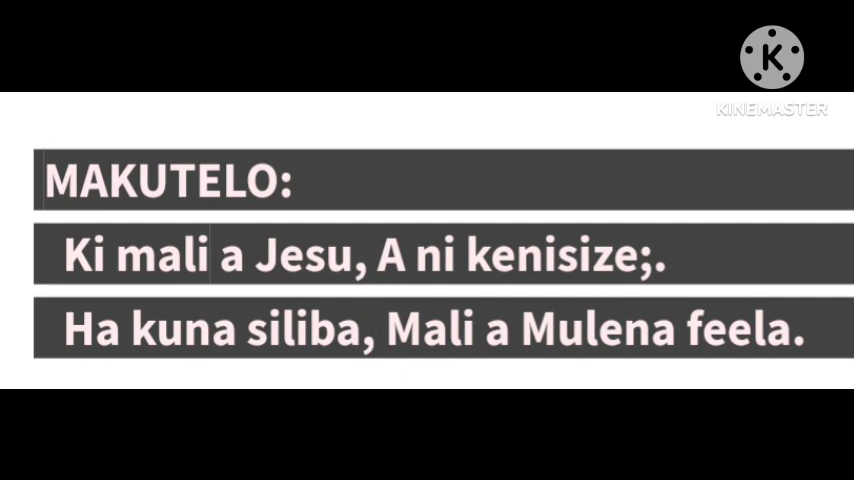 KINEMASTER
MAKUTELO:
Ki mali a Jesu, A ni kenisize;.
Ha kuna siliba, Mali a Mulena feela.